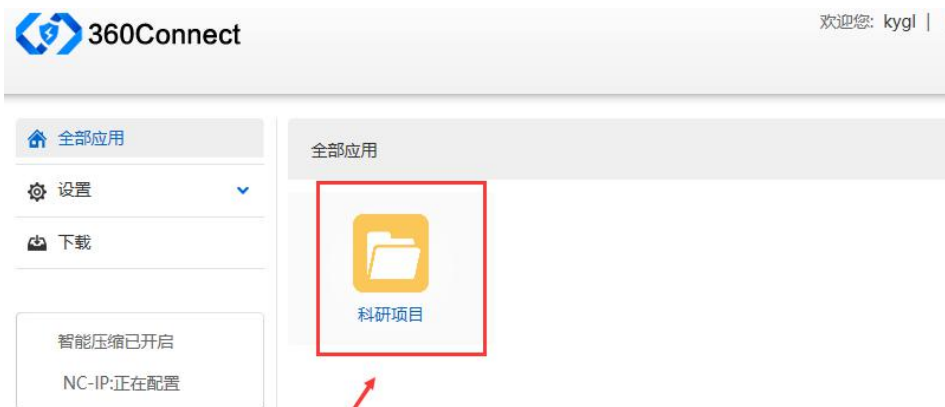 360Connect
欢迎您: kygl |
全部应用
设置
下载
智能压缩已开启
NC-IP:正在配置
全部应用
科研项目